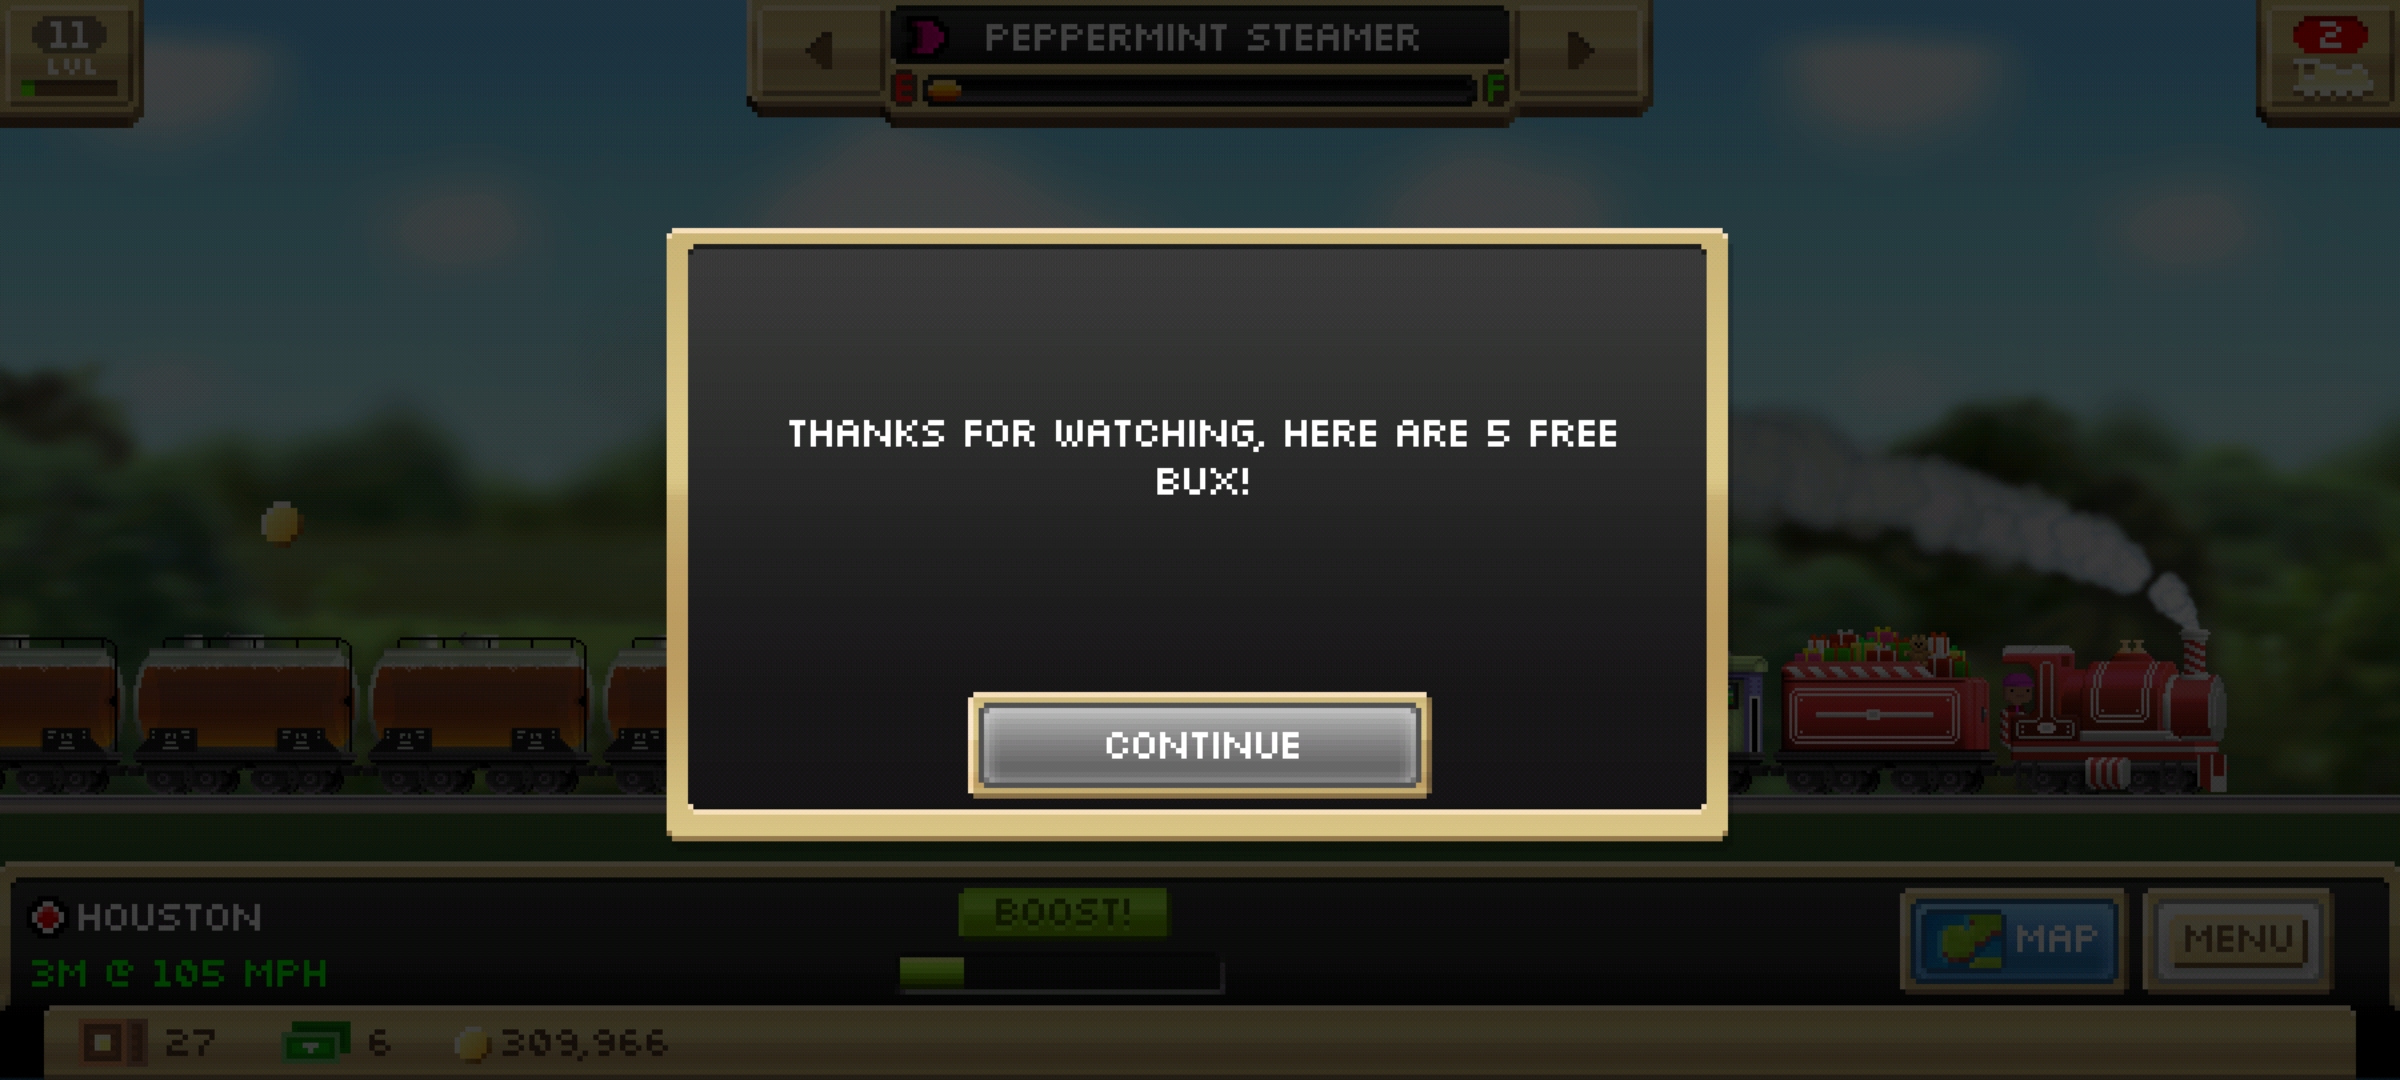 11
LVL
PEPPERMINT STEAMER
E
F
2
THANKS FOR WATCHING, HERE ARE 5 FREE
BUX!
CONTINUE
HOUSTON
3M @ 105 MPH
BOOST!
MAP
MENU
27
6
309,966